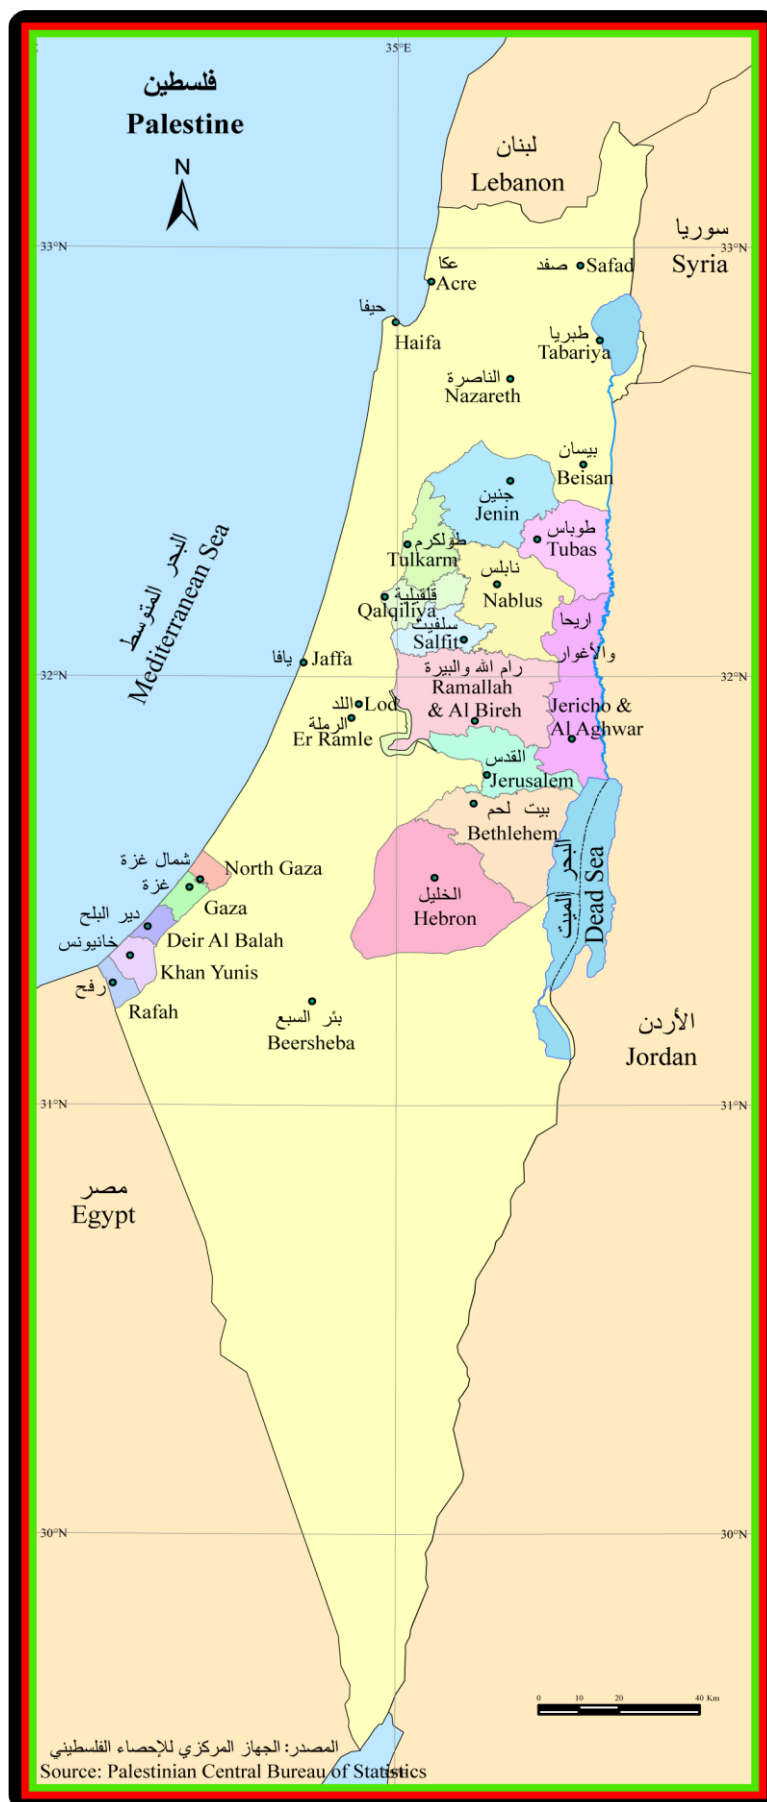 35°E
فلسطين
Palestine
N
لبنان
Lebanon
سوريا
Syria
33°N
33°N
عكا
Acre
صفد
Safad
حيفا
Haifa
طبريا
Tabariya
الناصرة
Nazareth
بيسان
Beisan
جنين
Jenin
طوباس
Tubas
طولكرم
Tulkarm
نابلس
Nablus
قلقيلية
Qalqiliya
سلفيت
Salfit
اريحا
والأغوار
Jericho &
Al Aghwar
البحر المتوسط
Mediterranean Sea
يافا
Jaffa
32°N
32°N
رام الله والبيرة
Ramallah
& Al Bireh
اللد
Lod
الرملة
Er Ramle
القدس
Jerusalem
بيت لحم
Bethlehem
البحر الميت
Dead Sea
الخليل
Hebron
شمال غزة
North Gaza
غزة
Gaza
دير البلح
Deir Al Balah
خانيونس
Khan Yunis
رفح
Rafah
بئر السبع
Beersheba
الأردن
Jordan
31°N
31°N
مصر
Egypt
30°N
30°N
0 10 20 40 Km
المصدر: الجهاز المركزي للإحصاء الفلسطيني
Source: Palestinian Central Bureau of Statistics